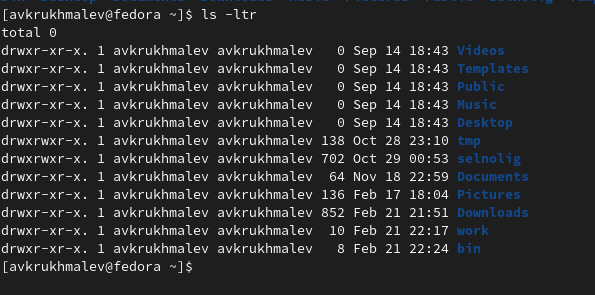 [avkrukhmalev@fedora ~]$ ls -ltr
total 0
drwxr-xr-x. 1 avkrukhmalev avkrukhmalev   0 Sep 14 18:43 Videos
drwxr-xr-x. 1 avkrukhmalev avkrukhmalev   0 Sep 14 18:43 Templates
drwxr-xr-x. 1 avkrukhmalev avkrukhmalev   0 Sep 14 18:43 Public
drwxr-xr-x. 1 avkrukhmalev avkrukhmalev   0 Sep 14 18:43 Music
drwxr-xr-x. 1 avkrukhmalev avkrukhmalev   0 Sep 14 18:43 Desktop
drwxrwxr-x. 1 avkrukhmalev avkrukhmalev 138 Oct 28 23:10 tmp
drwxrwxr-x. 1 avkrukhmalev avkrukhmalev 702 Oct 29 00:53 selnolig
drwxr-xr-x. 1 avkrukhmalev avkrukhmalev  64 Nov 18 22:59 Documents
drwxr-xr-x. 1 avkrukhmalev avkrukhmalev 136 Feb 17 18:04 Pictures
drwxr-xr-x. 1 avkrukhmalev avkrukhmalev 852 Feb 21 21:51 Downloads
drwxr-xr-x. 1 avkrukhmalev avkrukhmalev  10 Feb 21 22:17 work
drwxr-xr-x. 1 avkrukhmalev avkrukhmalev   8 Feb 21 22:24 bin
[avkrukhmalev@fedora ~]$